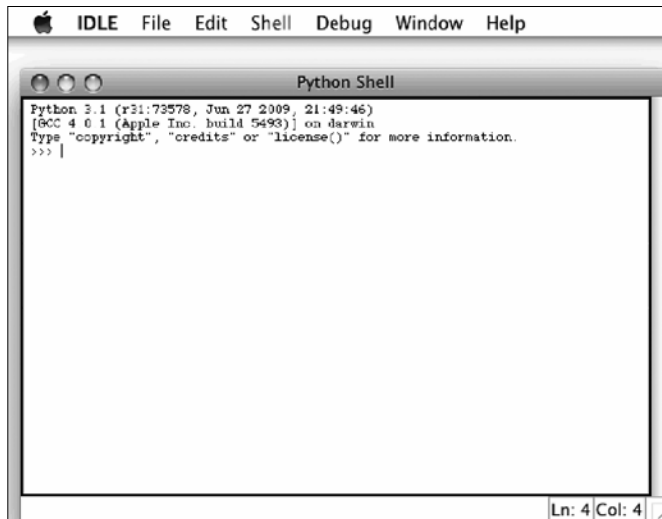 IDLE File Edit Shell Debug Window Help
Python Shell
Python 3.1 (r31:73578, Jun 27 2009, 21:49:46)
[GCC 4.0.1 (Apple Inc. build 5493)] on darwin
Type "copyright", "credits" or "license()" for more information.
>>>
Ln: 4 Col: 4